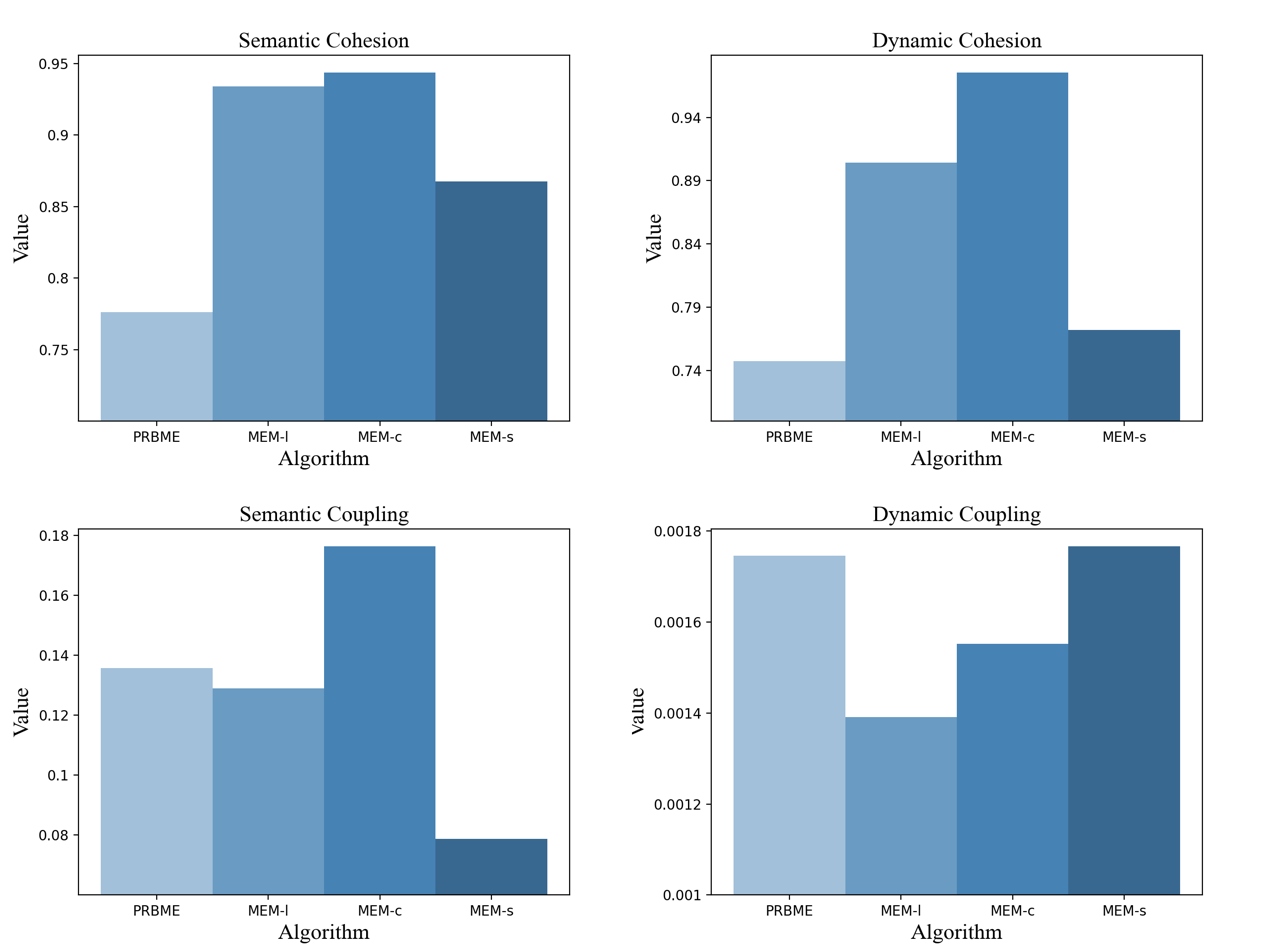 Semantic Cohesion
Value
0.95
0.9
0.85
0.8
0.75
PRBME MEM-l MEM-c MEM-s
Algorithm
Dynamic Cohesion
Value
0.94
0.89
0.84
0.79
0.74
PRBME MEM-l MEM-c MEM-s
Algorithm
Semantic Coupling
Value
0.18
0.16
0.14
0.12
0.1
0.08
PRBME MEM-l MEM-c MEM-s
Algorithm
Dynamic Coupling
Value
0.0018
0.0016
0.0014
0.0012
0.001
PRBME MEM-l MEM-c MEM-s
Algorithm